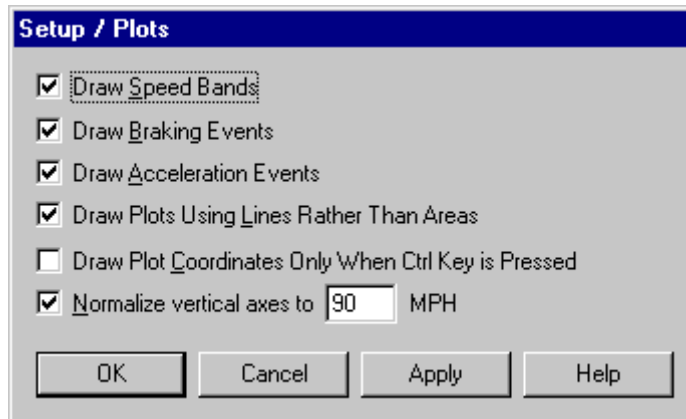 Setup / Plots
Draw Speed Bands
Draw Braking Events
Draw Acceleration Events
Draw Plots Using Lines Rather Than Areas
Draw Plot Coordinates Only When Ctrl Key is Pressed
Normalize vertical axes to 90 MPH
OK Cancel Apply Help